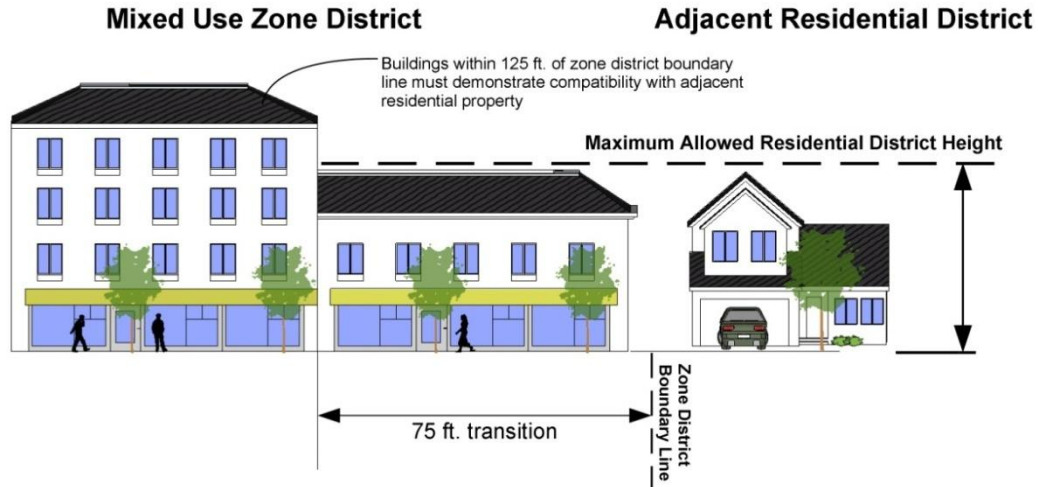 Mixed Use Zone District
Adjacent Residential District
Buildings within 125 ft. of zone district boundary
line must demonstrate compatibility with adjacent
residential property
Maximum Allowed Residential District Height
75 ft. transition
Zone District
Boundary Line